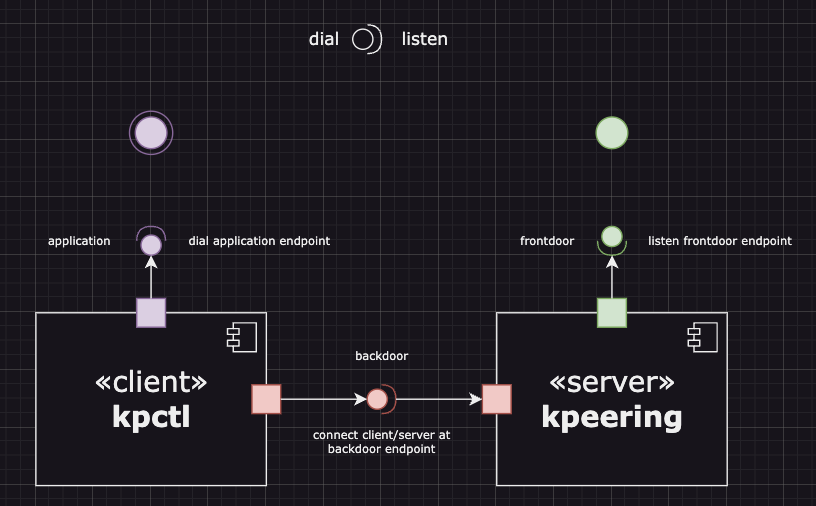 dial
listen
application
dial application endpoint
frontdoor
listen frontdoor endpoint
«client»
kpctl
backdoor
connect client/server at
backdoor endpoint
«server»
kpeering